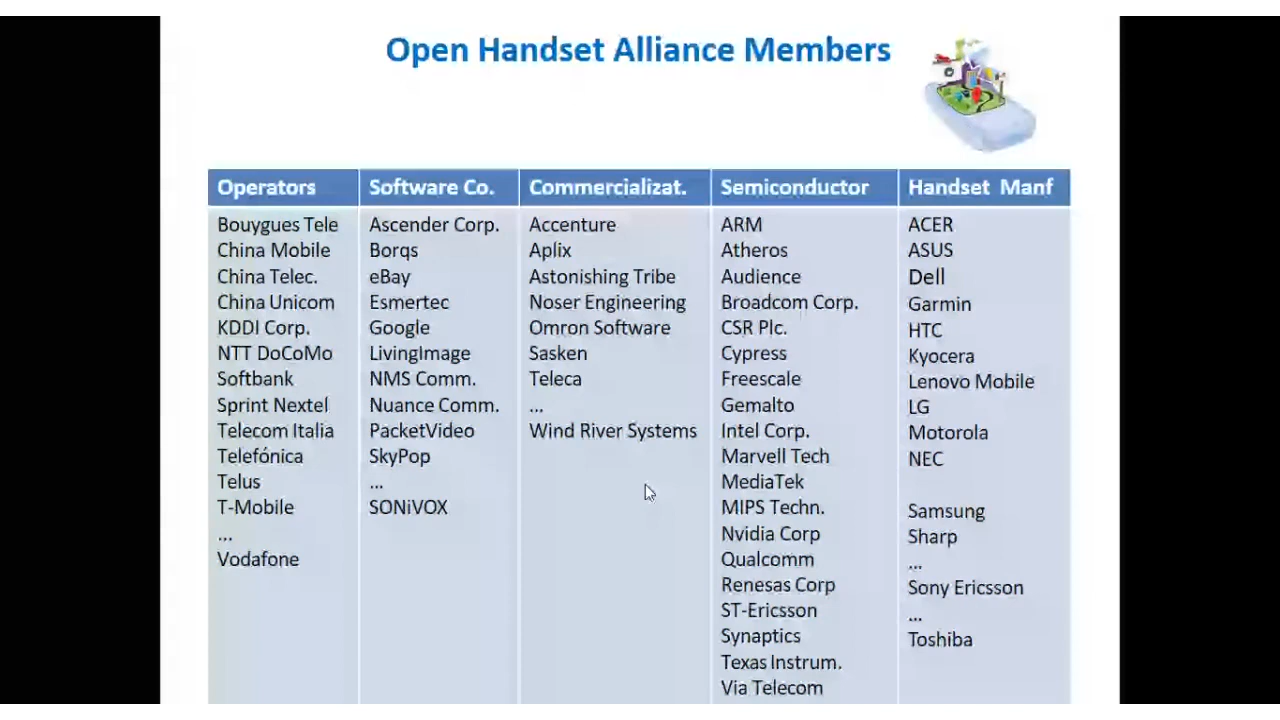 Open Handset Alliance Members
Operators
Bouygues Tele
China Mobile
China Telec.
China Unicom
KDDI Corp.
NTT DoCoMo
Softbank
Sprint Nextel
Telecom Italia
Telefónica
Telus
T-Mobile
...
Vodafone
Software Co.
Ascender Corp.
Borqs
eBay
Esmertec
Google
LivingImage
NMS Comm.
Nuance Comm.
PacketVideo
SkyPop
...
SONiVOX
Commercializat.
Accenture
Aplix
Astonishing Tribe
Noser Engineering
Omron Software
Sasken
Teleca
...
Wind River Systems
Semiconductor
ARM
Atheros
Audience
Broadcom Corp.
CSR Plc.
Cypress
Freescale
Gemalto
Intel Corp.
Marvell Tech
MediaTek
MIPS Techn.
Nvidia Corp
Qualcomm
Renesas Corp
ST-Ericsson
Synaptics
Texas Instrum.
Via Telecom
Handset Manf
ACER
ASUS
Dell
Garmin
HTC
Kyocera
Lenovo Mobile
LG
Motorola
NEC
Samsung
Sharp
...
Sony Ericsson
...
Toshiba